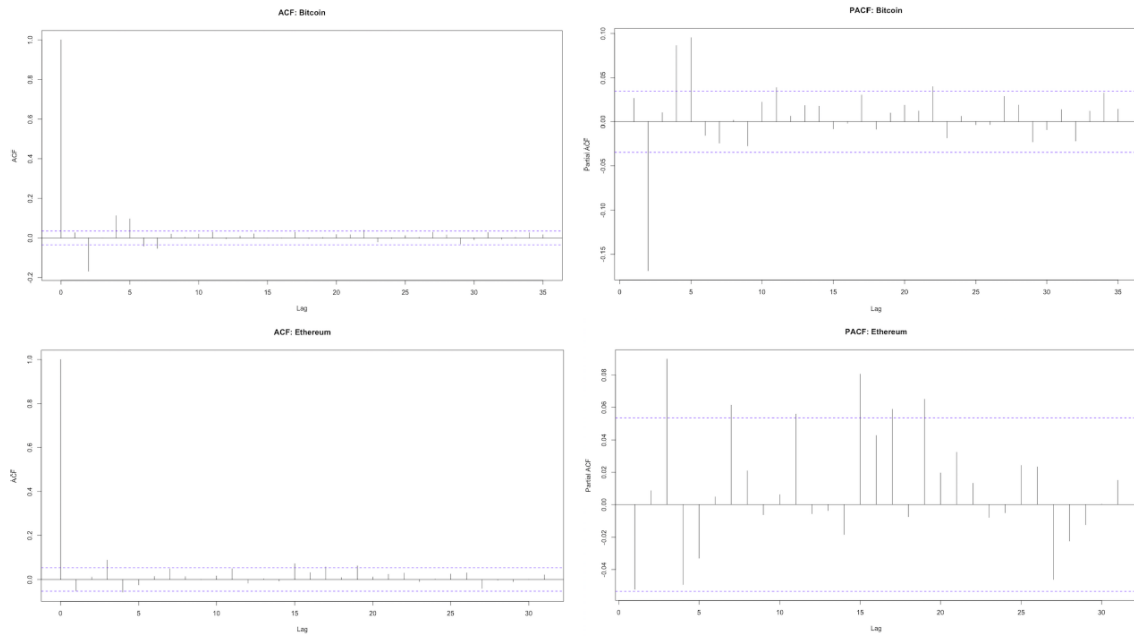 ACF: Bitcoin
ACF
1.0
0.8
0.6
0.4
0.2
0.0
-0.2
0 5 10 15 20 25 30 35
Lag
PACF: Bitcoin
Partial ACF
0.10
0.05
0.00
-0.05
-0.10
-0.15
0 5 10 15 20 25 30 35
Lag
ACF: Ethereum
ACF
1.0
0.8
0.6
0.4
0.2
0.0
0 5 10 15 20 25 30
Lag
PACF: Ethereum
Partial ACF
0.08
0.06
0.04
0.02
0.00
-0.02
-0.04
0 5 10 15 20 25 30
Lag